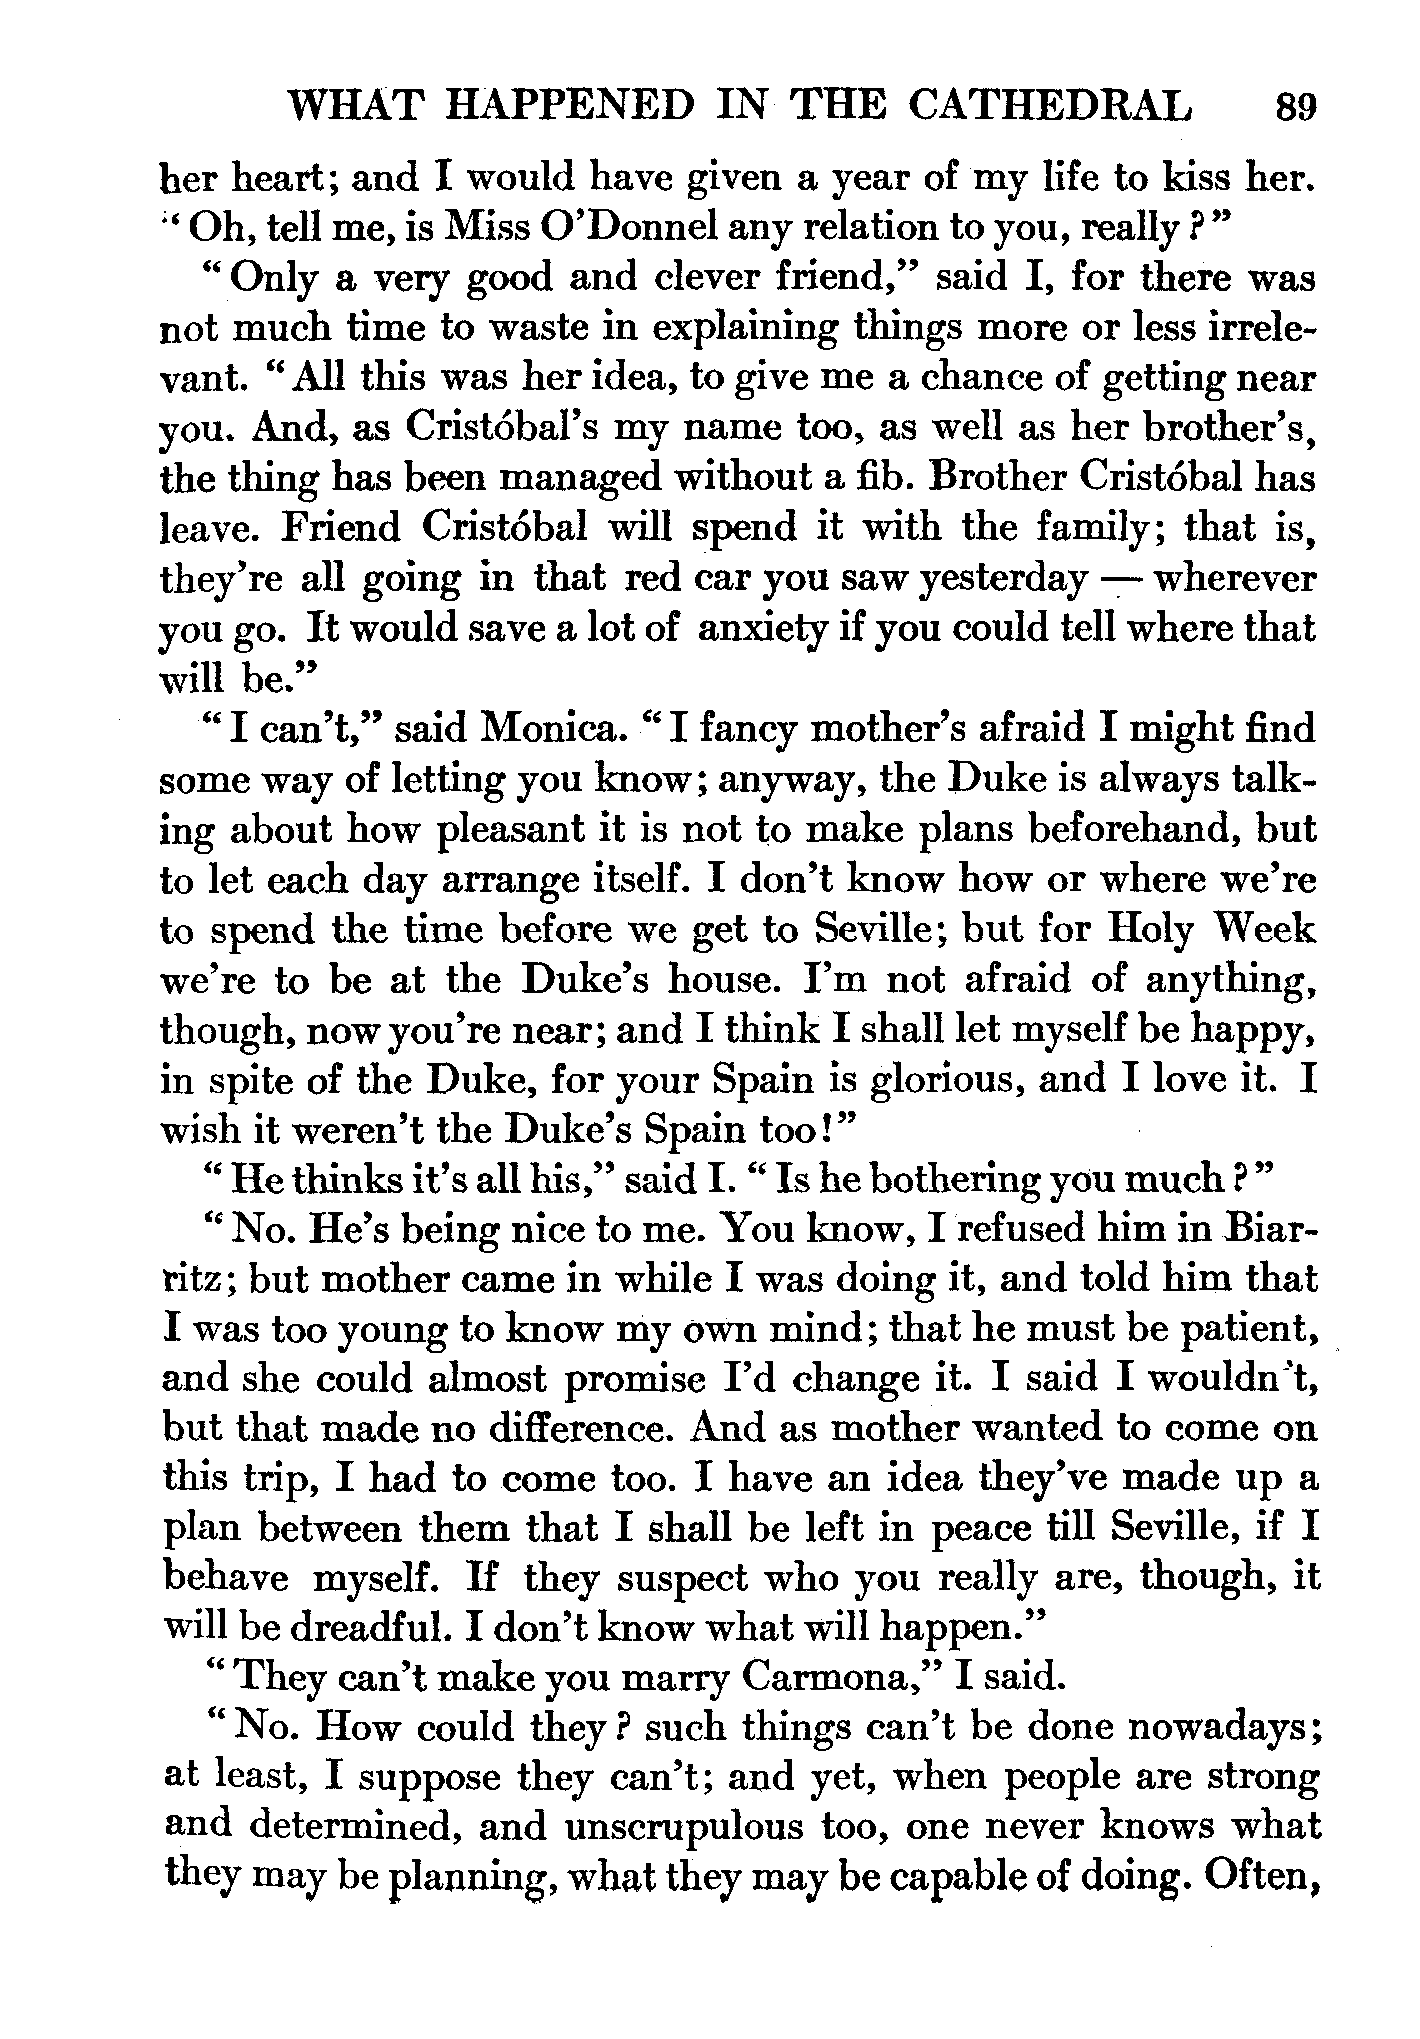 WHAT HAPPENED IN THE CATHEDRAL 89
her heart; and I would have given a year of my life to kiss her.
“Oh, tell me, is Miss O’Donnel any relation to you, really?”
“Only a very good and clever friend,” said I, for there was
not much time to waste in explaining things more or less irrele-
vant. “All this was her idea, to give me a chance of getting near
you. And, as Cristóbal’s my name too, as well as her brother’s,
the thing has been managed without a fib. Brother Cristóbal has
leave. Friend Cristóbal will spend it with the family; that is,
they’re all going in that red car you saw yesterday — wherever
you go. It would save a lot of anxiety if you could tell where that
will be.”
“I can’t,” said Monica. “I fancy mother’s afraid I might find
some way of letting you know; anyway, the Duke is always talk-
ing about how pleasant it is not to make plans beforehand, but
to let each day arrange itself. I don’t know how or where we’re
to spend the time before we get to Seville; but for Holy Week
we’re to be at the Duke’s house. I’m not afraid of anything,
though, now you’re near; and I think I shall let myself be happy,
in spite of the Duke, for your Spain is glorious, and I love it. I
wish it weren’t the Duke’s Spain too!”
“He thinks it’s all his,” said I. “Is he bothering you much?”
“No. He’s being nice to me. You know, I refused him in Biar-
ritz; but mother came in while I was doing it, and told him that
I was too young to know my own mind; that he must be patient,
and she could almost promise I’d change it. I said I wouldn’t,
but that made no difference. And as mother wanted to come on
this trip, I had to come too. I have an idea they’ve made up a
plan between them that I shall be left in peace till Seville, if I
behave myself. If they suspect who you really are, though, it
will be dreadful. I don’t know what will happen.”
“They can’t make you marry Carmona,” I said.
“No. How could they? such things can’t be done nowadays;
at least, I suppose they can’t; and yet, when people are strong
and determined, and unscrupulous too, one never knows what
they may be planning, what they may be capable of doing. Often,